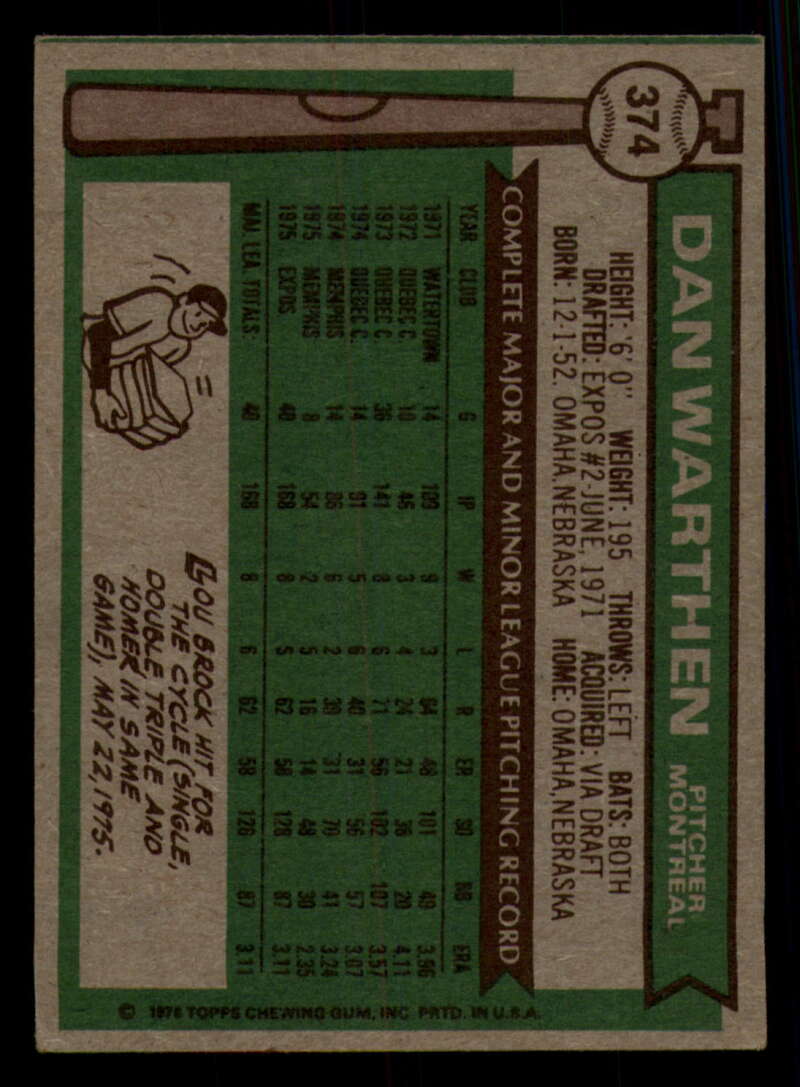 374
DAN WARTHEN
PITCHER
MONTREAL
HEIGHT: '6' 0" WEIGHT: 195 THROWS: LEFT BATS: BOTH
DRAFTED: EXPOS #2-JUNE, 1971 ACQUIRED: VIA DRAFT
BORN: 12-1-52, OMAHA, NEBRASKA HOME: OMAHA, NEBRASKA
COMPLETE MAJOR AND MINOR LEAGUE PITCHING RECORD
YEAR CLUB G IP W L R ER SO BB ERA
1971 WATERTOWN 14 109 9 3 64 48 101 49 3.96
1972 QUEBEC C. 10 46 3 4 24 21 36 20 4.11
1973 QUEBEC C. 26 141 8 6 71 56 102 107 3.57
1974 QUEBEC C. 14 91 5 6 40 31 56 57 3.07
1974 MEMPHIS 14 86 6 2 39 31 70 41 3.24
1975 MEMPHIS 8 54 2 5 16 14 48 30 2.35
1975 EXPOS 40 168 8 5 62 58 128 87 3.11
MAJ. LEA. TOTALS: 40 168 8 6 62 58 128 87 3.11
LOU BROCK HIT FOR
THE CYCLE (SINGLE,
DOUBLE, TRIPLE AND
HOMER IN SAME
GAME), MAY 22, 1975.
© 1976 TOPPS CHEWING GUM, INC. PRTD. IN U.S.A.